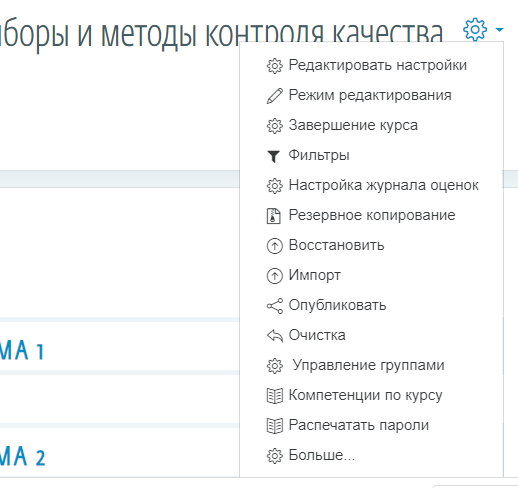 иборы и методы контроля качества
Редактировать настройки
Режим редактирования
Завершение курса
Фильтры
Настройка журнала оценок
Резервное копирование
Восстановить
Импорт
Опубликовать
Очистка
МА 1
Управление группами
Компетенции по курсу
Распечатать пароли
МА 2
Больше...